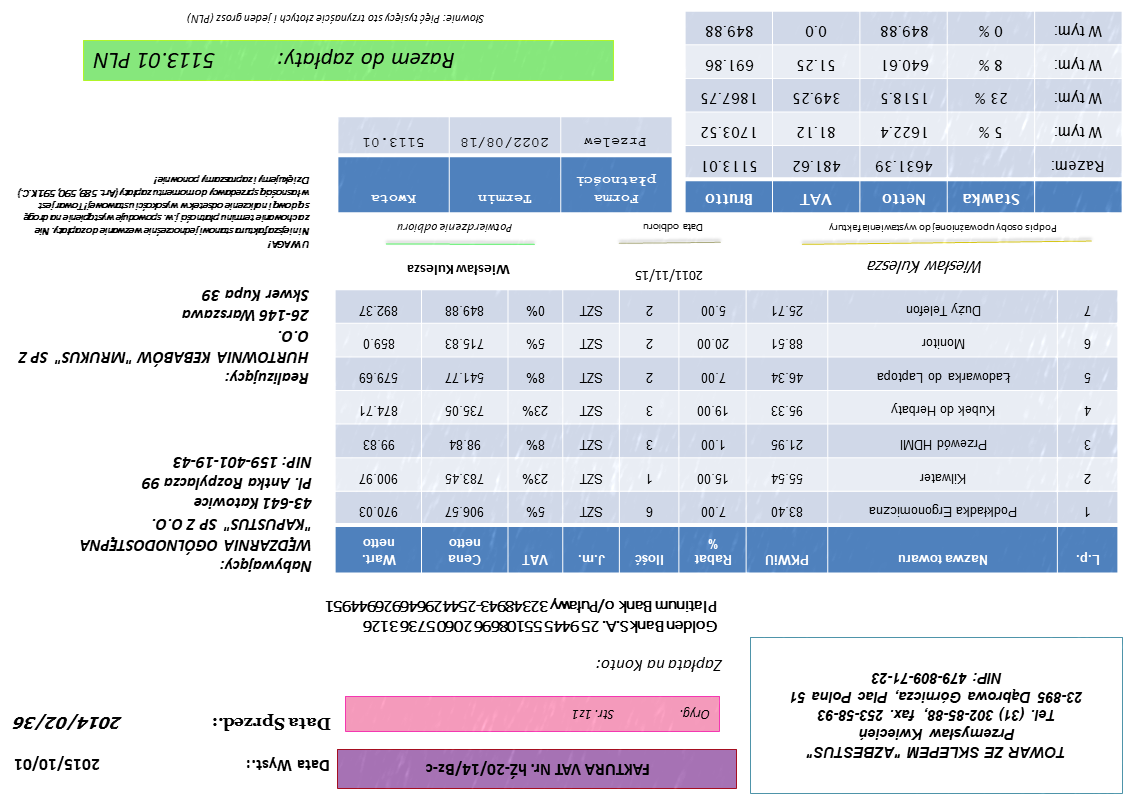 TOWAR ZE SKLEPEM "AZBESTUS"
Przemysław Kwiecień
Tel. (31) 302-85-88, fax. 253-58-93
23-895 Dąbrowa Górnicza, Plac Polna 51
NIP: 479-809-71-23
FAKTURA VAT Nr. hź-20/14/Bz-c
Data Wyst.: 2015/10/01
Oryg. Str. 1z1
Data Sprzed.: 2014/02/36
Zapłata na Konto:
Golden Bank S.A. 25 9445 5510 8696 2060 5736 3126
Platinum Bank o/Puławy 32348943-2544296469269449 51
L.p. Nazwa towaru PKWiU Rabat % Ilość J.m. VAT Cena netto Wart. netto
1 Podkładka Ergonomiczna 83.40 7.00 6 SZT 5% 906.57 970.03
2 Kilwater 55.54 15.00 1 SZT 23% 783.45 900.97
3 Przewód HDMI 21.95 1.00 3 SZT 8% 98.84 99.83
4 Kubek do Herbaty 95.33 19.00 3 SZT 23% 735.05 874.71
5 Ładowarka do Laptopa 46.34 7.00 2 SZT 8% 541.77 579.69
6 Monitor 88.51 20.00 2 SZT 5% 715.83 859.0
7 Duży Telefon 25.71 5.00 2 SZT 0% 849.88 892.37
Nabywający:
WĘDZARNIA OGÓLNODOSTĘPNA
"KAPUSTUS" SP Z O.O.
43-641 Katowice
Pl. Antka Rozpylacza 99
NIP: 159-401-19-43
Realizujący:
HURTOWNIA KEBABÓW "MRUKUS" SP Z
O.O.
26-146 Warszawa
Skwer Kupa 39
Wiesław Kulesza
2011/11/15
Wiesław Kulesza
Podpis osoby upoważnionej do wystawienia faktury
Data odbioru
Potwierdzenie odbioru
UWAGA!
Niniejsza faktura stanowi jednocześnie wezwanie do zapłaty. Nie
zachowanie terminu płatności j.w. spowoduje wystąpienie na drogę
sądową i naliczenie odsetek w wysokości ustawowej! Towar jest
własnością sprzedawcy do momentu zapłaty (Art. 589, 590, 591 K.C.)
Dziękujemy i zapraszamy ponownie!
Stawka Netto VAT Brutto
Razem: 4631.39 481.62 5113.01
W tym: 5 % 1622.4 81.12 1703.52
W tym: 23 % 1518.5 349.25 1867.75
W tym: 8 % 640.61 51.25 691.86
W tym: 0 % 849.88 0.0 849.88
Forma płatności Termin Kwota
Przelew 2022/08/18 5113.01
Razem do zapłaty: 5113.01 PLN
Słownie: Pięć tysięcy sto trzynaście złotych i jeden grosz (PLN)